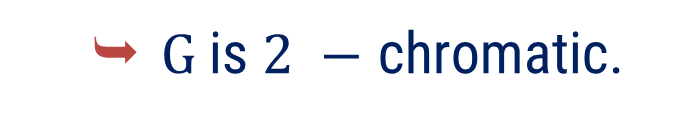 ➥ G is 2 – chromatic.